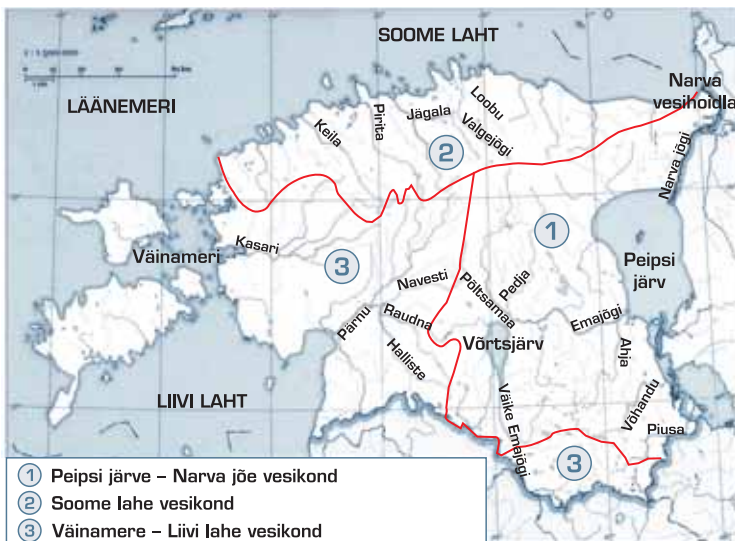 SOOME LAHT
LÄÄNEMERI
Narva
vesihoidla
Keila
Pirita
Jägala
Loobu
Valgejõgi
2
Narva jõgi
1
Kasari
Väinameri
3
Navesti
Põltsamaa
Pedja
Peipsi
järv
Pärnu
Raudna
Emajõgi
Võrtsjärv
Halliste
Ahja
LIIVI LAHT
Väike Emajõgi
Võhandu
Piusa
3
1 Peipsi järve – Narva jõe vesikond
2 Soome lahe vesikond
3 Väinamere – Liivi lahe vesikond